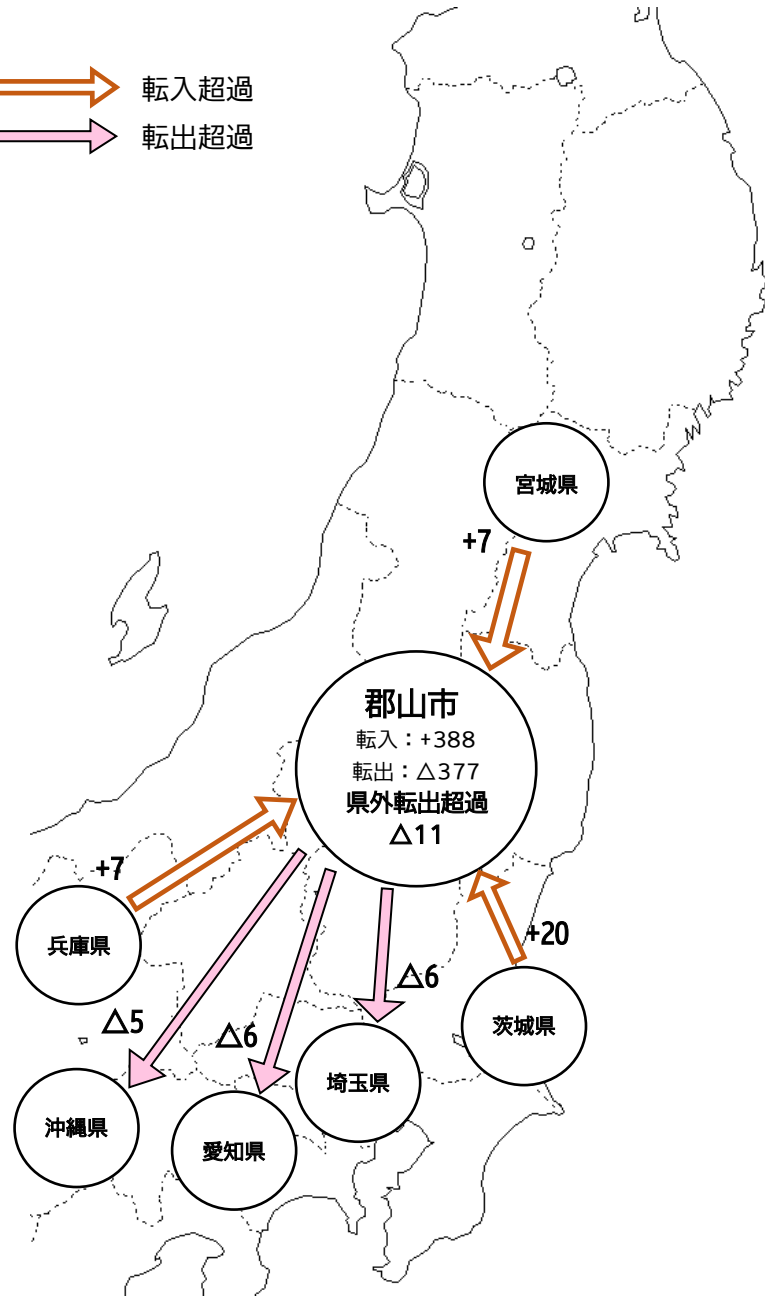 転入超過
転出超過
宮城県
+7
郡山市
転入：+388
転出：△377
県外転出超過
△11
+7
兵庫県
+20
茨城県
△6
埼玉県
△6
愛知県
△5
沖縄県